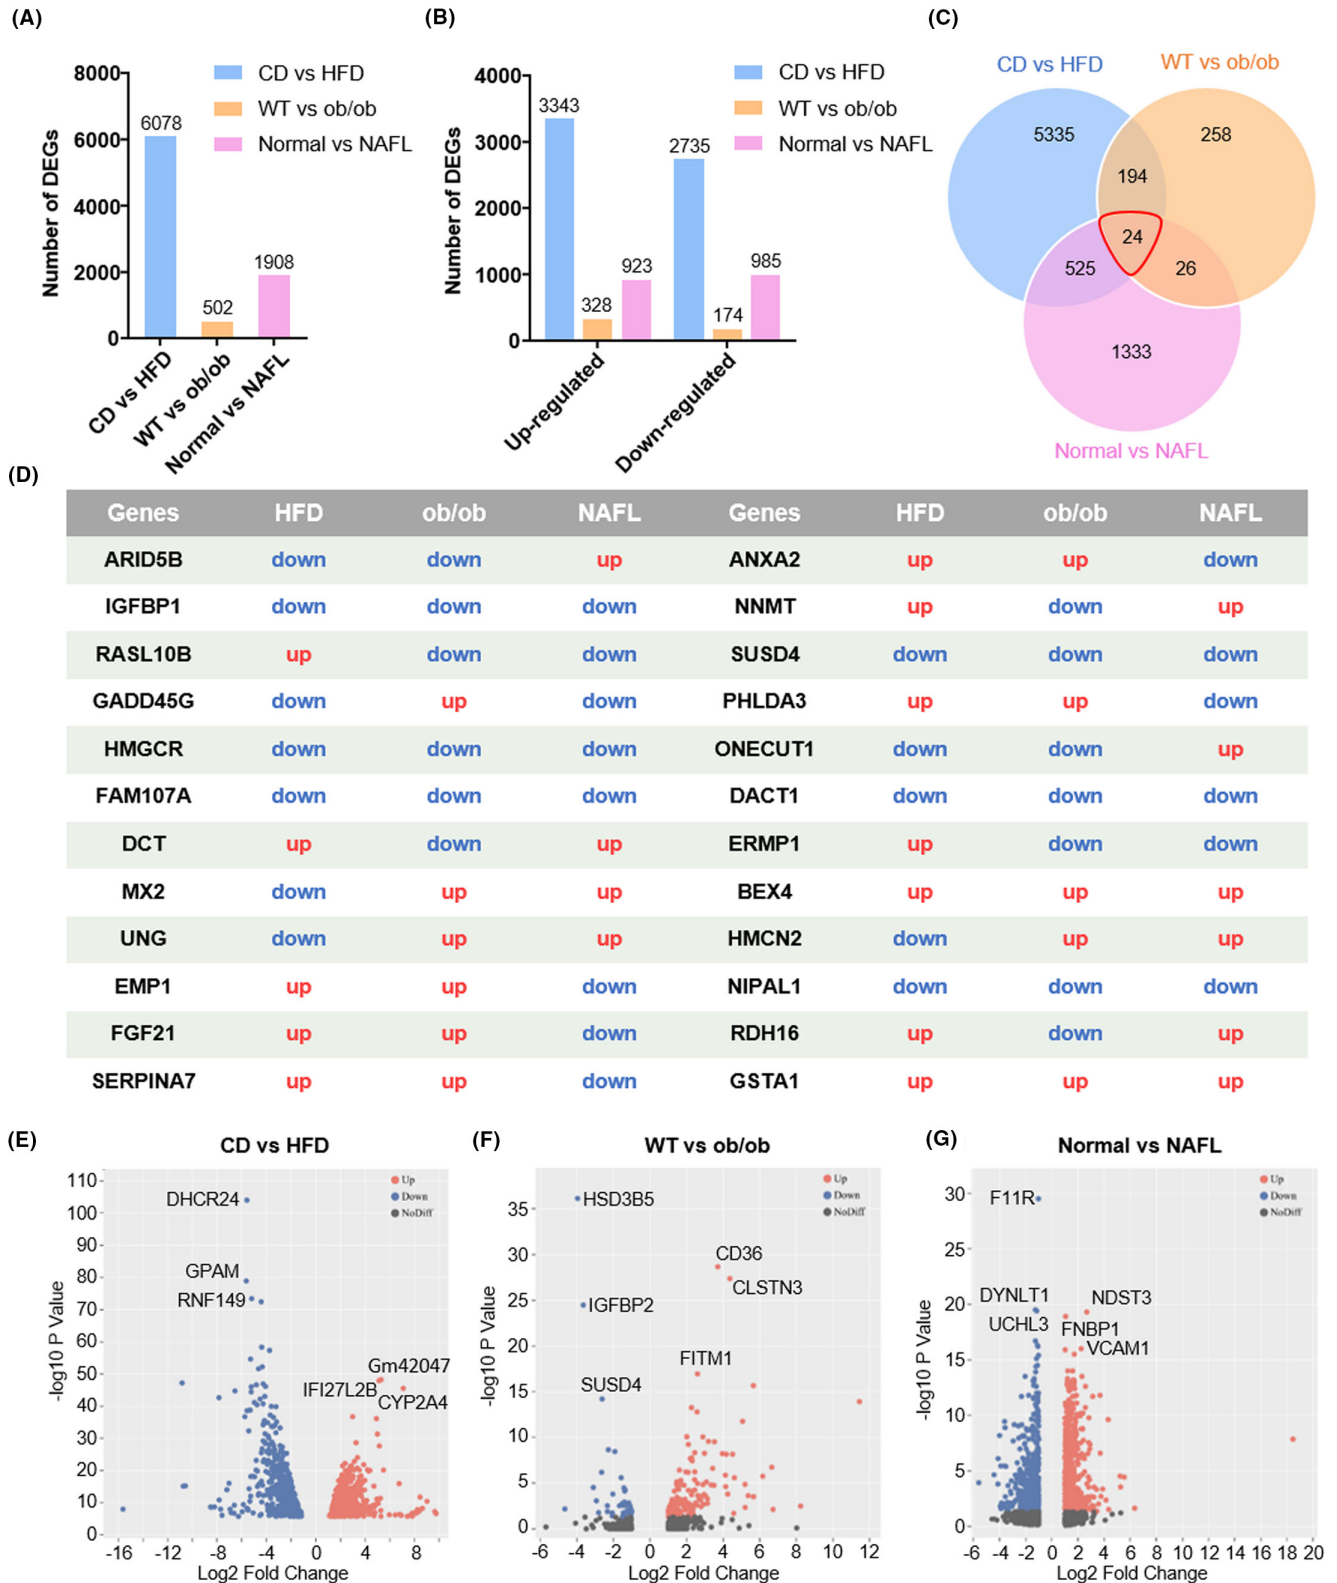 (A)
8000
6000
4000
2000
0
Number of DEGs
CD vs HFD
WT vs ob/ob
Normal vs NAFL
6078
502
1908
CD vs HFD
WT vs ob/ob
Normal vs NAFL
(B)
4000
3000
2000
1000
0
Number of DEGs
CD vs HFD
WT vs ob/ob
Normal vs NAFL
3343
328
923
2735
174
985
Up-regulated
Down-regulated
(C)
CD vs HFD
WT vs ob/ob
5335
258
194
24
525
26
1333
Normal vs NAFL
(D)
Genes HFD ob/ob NAFL Genes HFD ob/ob NAFL
ARID5B down down up ANXA2 up up down
IGFBP1 down down down NNMT up down up
RASL10B up down down SUSD4 down down down
GADD45G down up down PHLDA3 up up down
HMGCR down down down ONECUT1 down down up
FAM107A down down down DACT1 down down down
DCT up down up ERMP1 up down down
MX2 down up up BEX4 up up up
UNG down up up HMCN2 down up up
EMP1 up up down NIPAL1 down down down
FGF21 up up down RDH16 up down up
SERPINA7 up up down GSTA1 up up up
(E)
CD vs HFD
Up
Down
NoDiff
110
100
90
80
70
60
50
40
30
20
10
0
-log10 P Value
DHCR24
GPAM
RNF149
Gm42047
IFI27L2B
CYP2A4
-16 -12 -8 -4 0 4 8
Log2 Fold Change
(F)
WT vs ob/ob
Up
Down
NoDiff
35
30
25
20
15
10
5
0
-log10 P Value
HSD3B5
CD36
CLSTN3
IGFBP2
FITM1
SUSD4
-6 -4 -2 0 2 4 6 8 10 12
Log2 Fold Change
(G)
Normal vs NAFL
Up
Down
NoDiff
30
25
20
15
10
5
0
-log10 P Value
F11R
DYNLT1
NDST3
UCHL3
FNBP1
VCAM1
-6 -4 -2 0 2 4 6 8 10 12 14 16 18 20
Log2 Fold Change